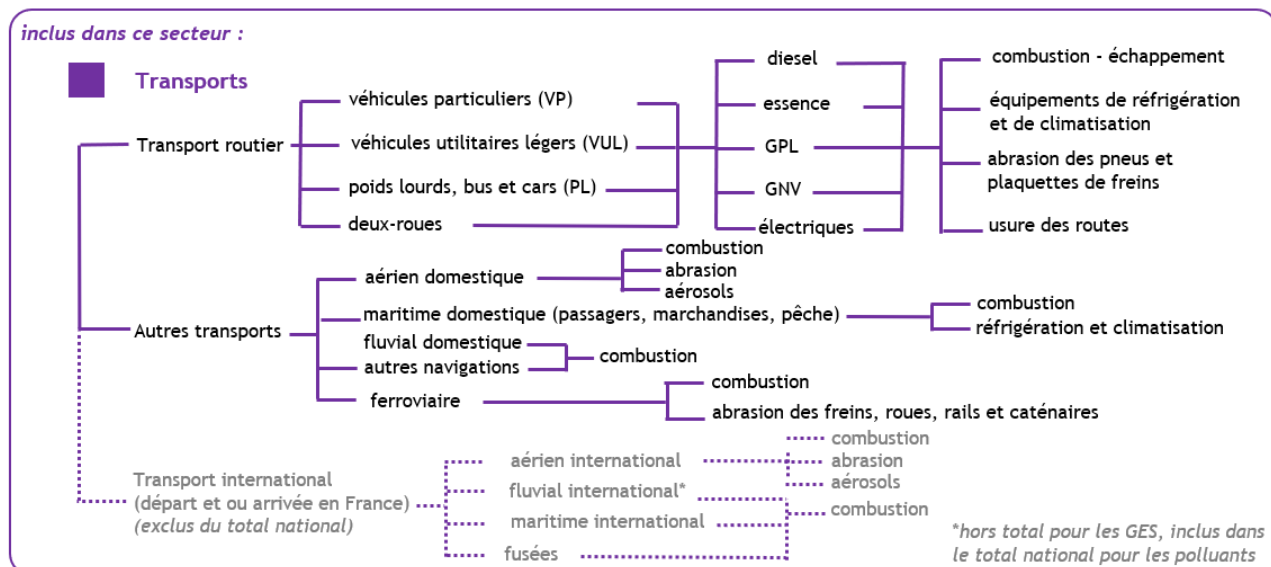 inclus dans ce secteur :
Transports
Transport routier
véhicules particuliers (VP)
véhicules utilitaires légers (VUL)
poids lourds, bus et cars (PL)
deux-roues
diesel
essence
GPL
GNV
électriques
combustion - échappement
équipements de réfrigération
et de climatisation
abrasion des pneus et
plaquettes de freins
usure des routes
Autres transports
aérien domestique
combustion
abrasion
aérosols
maritime domestique (passagers, marchandises, pêche)
combustion
réfrigération et climatisation
fluvial domestique
autres navigations
combustion
ferroviaire
combustion
abrasion des freins, roues, rails et caténaires
Transport international
(départ et ou arrivée en France)
(exclus du total national)
aérien international
combustion
abrasion
aérosols
fluvial international*
maritime international
fusées
combustion
*hors total pour les GES, inclus dans
le total national pour les polluants